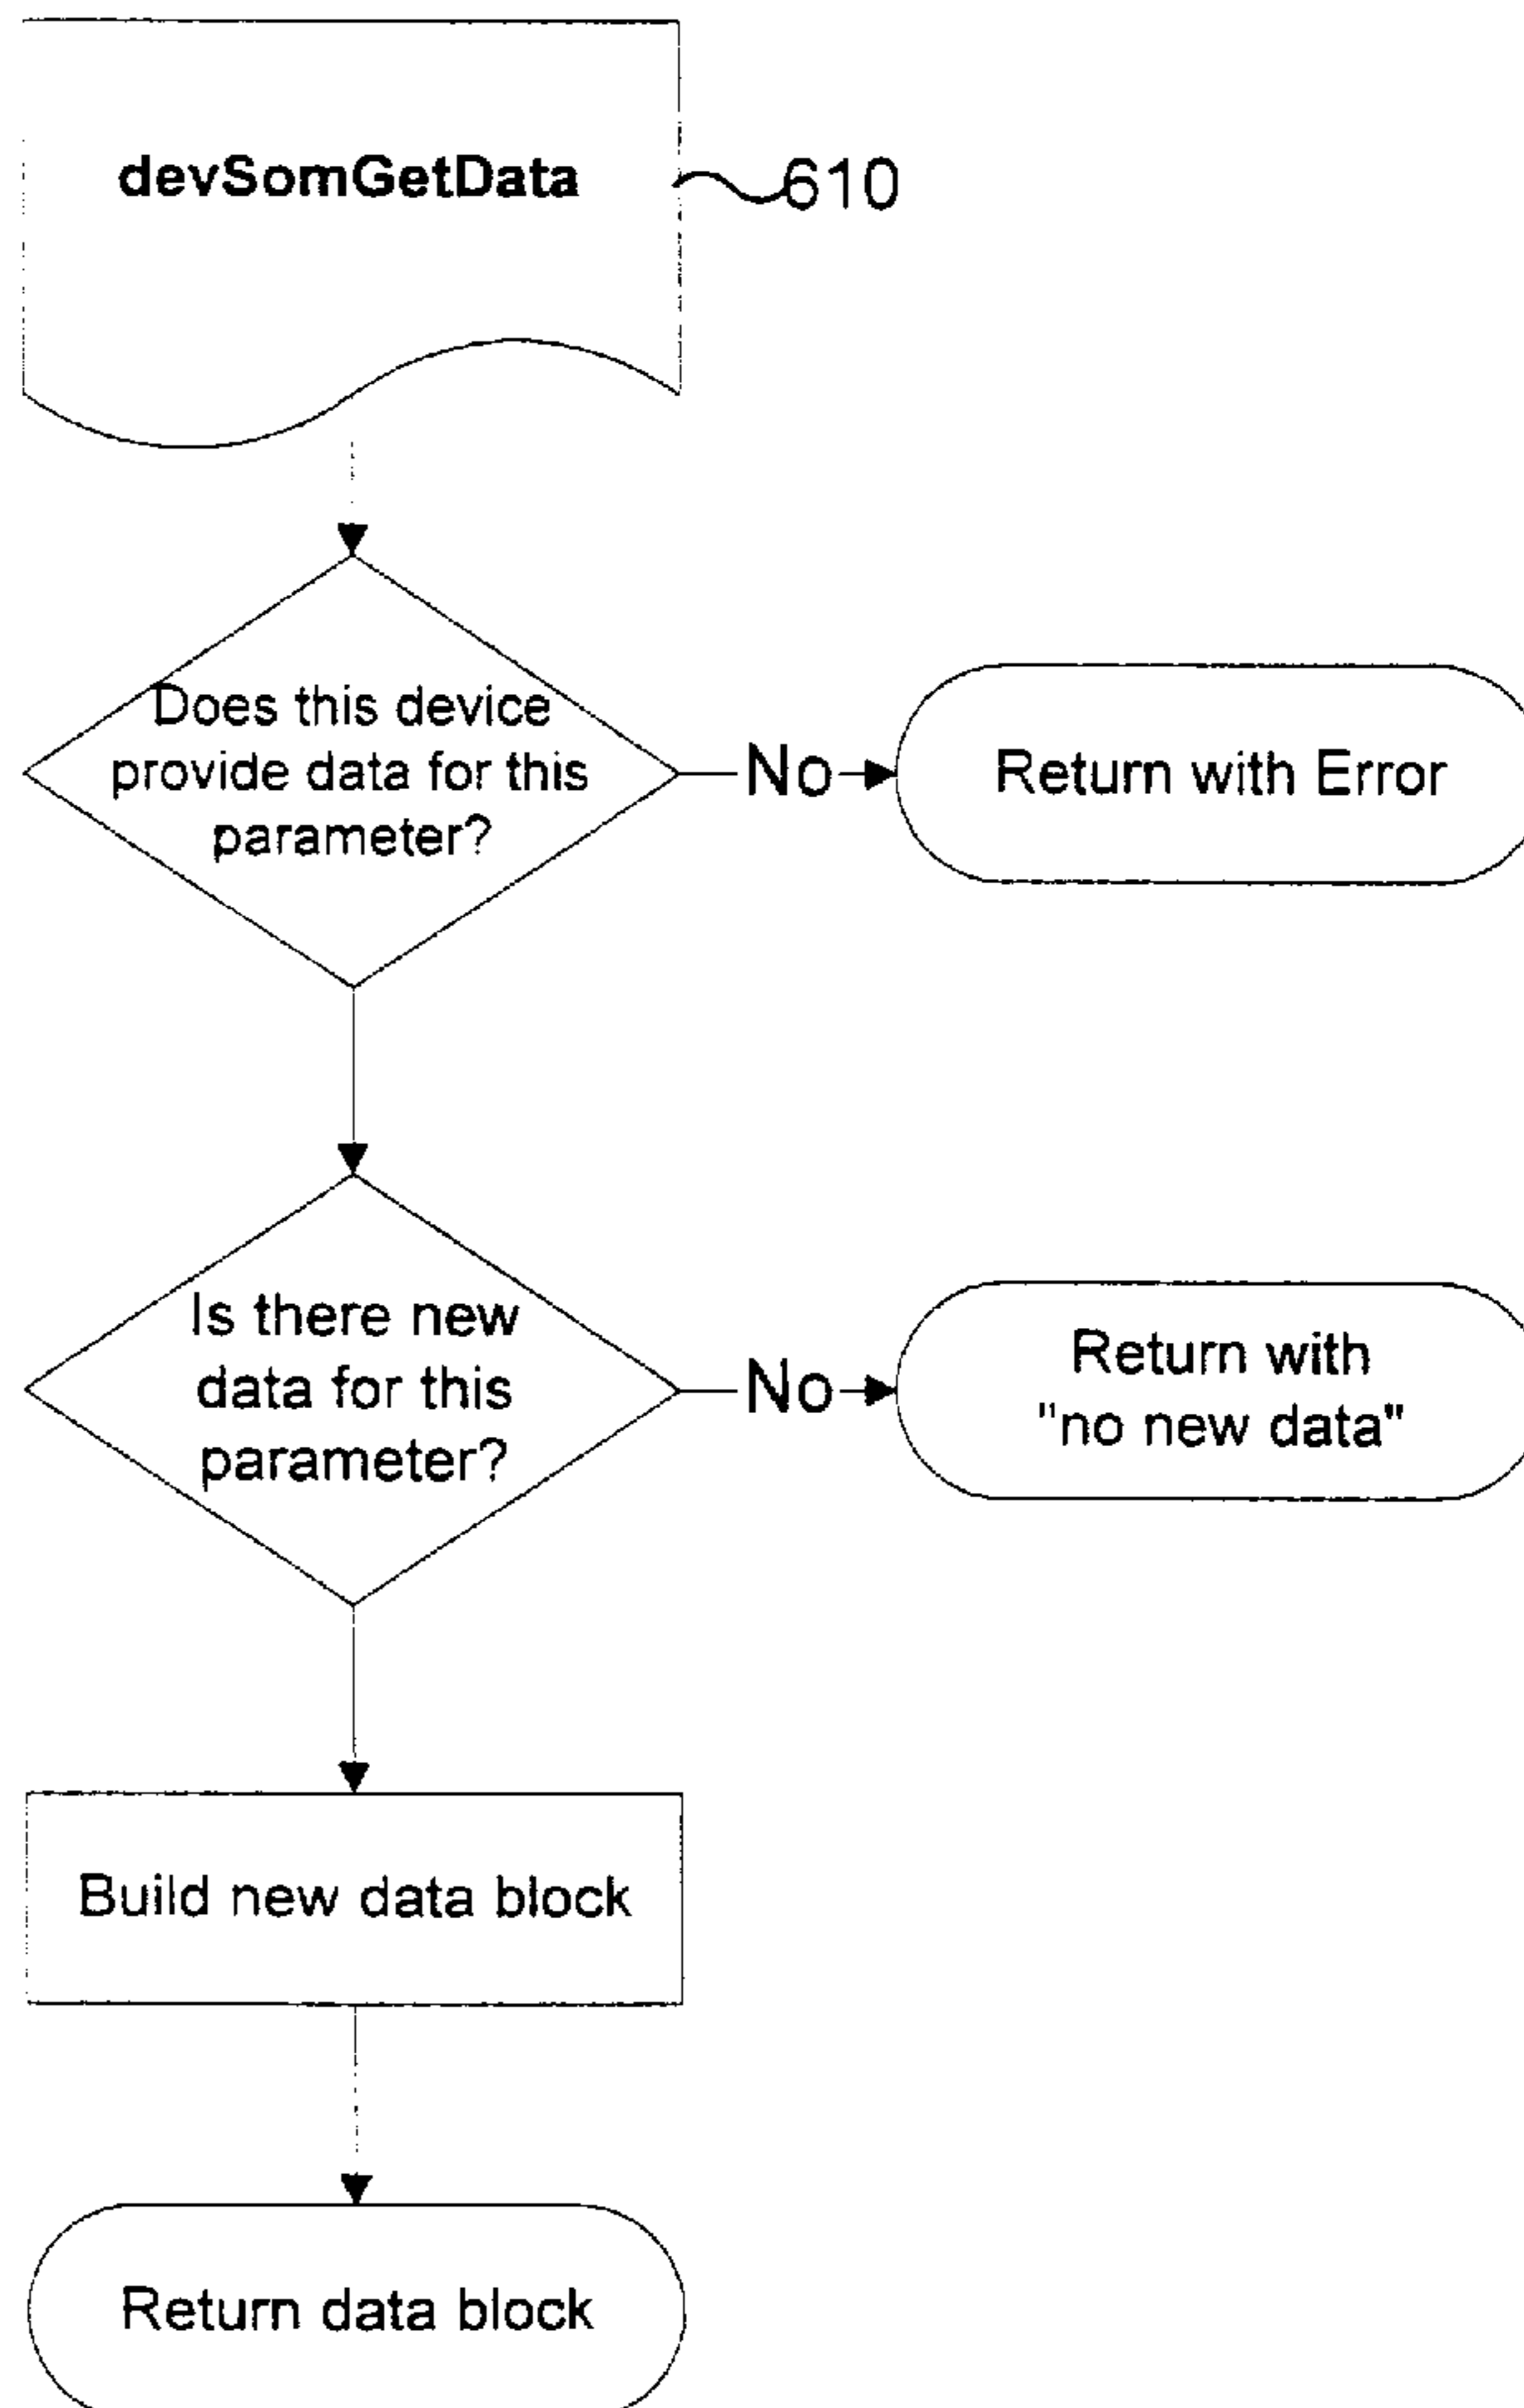 devSomGetData
610
Does this device
provide data for this
parameter?
No
Return with Error
Is there new
data for this
parameter?
No
Return with
"no new data"
Build new data block
Return data block